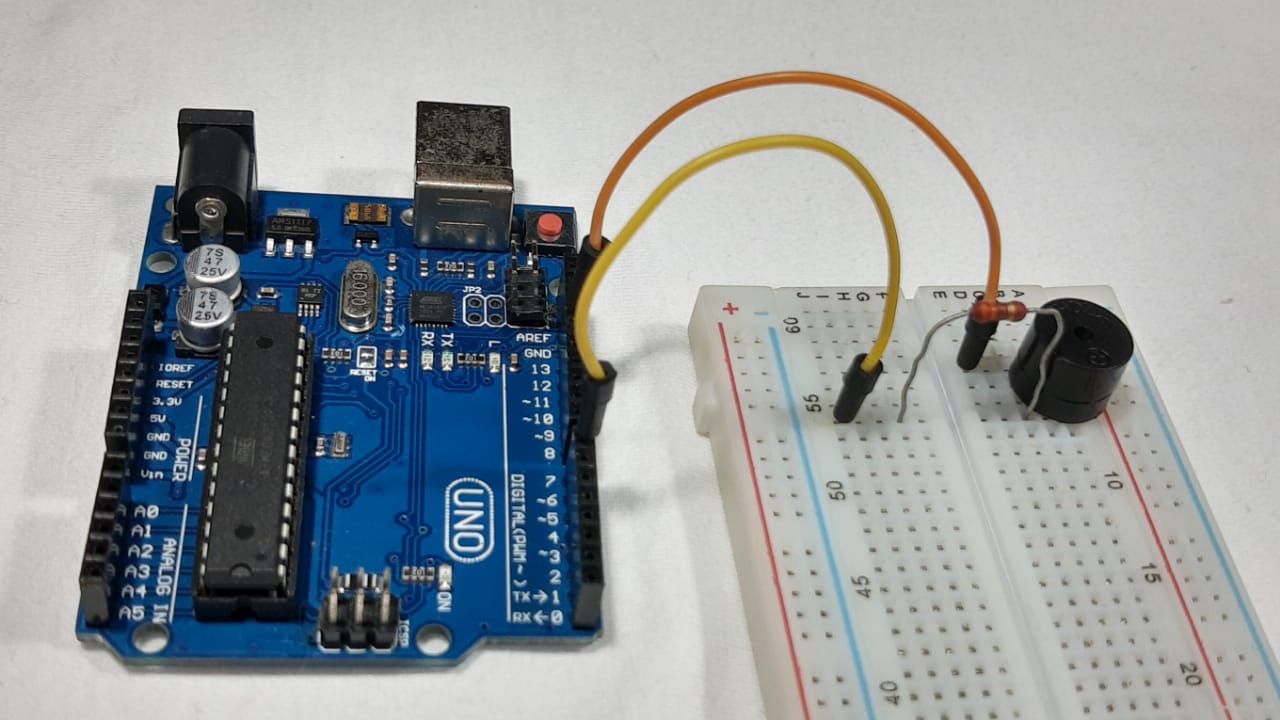 AMS1117
7S
47
25V
7S
47
25V
16.000
JP2
RX
TX
L
RESET
ON
IOREF
RESET
3.3V
5V
GND
GND
Vin
POWER
A0
A1
A2
A3
A4
A5
ANALOG IN
AREF
GND
13
12
~11
~10
~9
8
7
~6
~5
4
~3
2
TX→1
RX←0
DIGITAL(PWM~)
UNO
ON
ICSP
+
−
J I H G F E D C B A
60
55
50
45
40
10
15
20